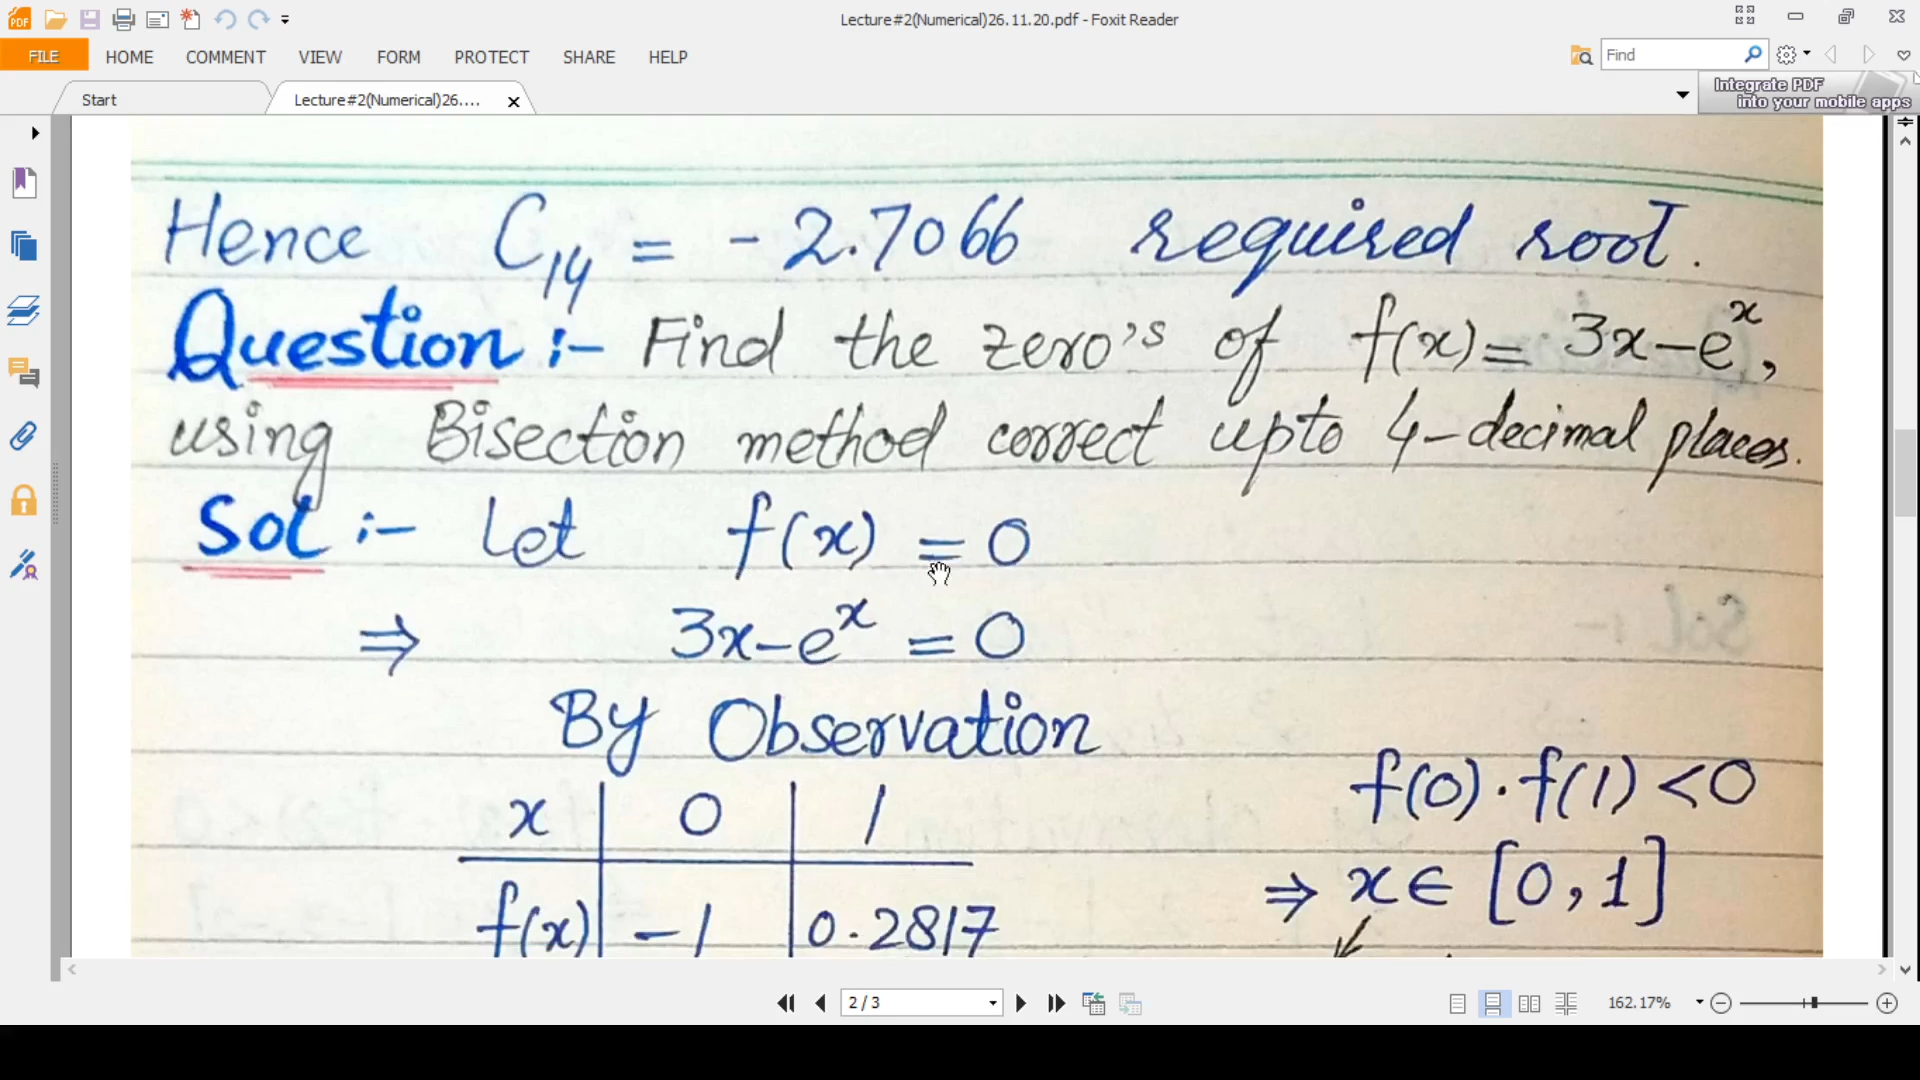 Lecture#2(Numerical)26.11.20.pdf - Foxit Reader
FILE HOME COMMENT VIEW FORM PROTECT SHARE HELP
Find
Start Lecture#2(Numerical)26....
Integrate PDF
into your mobile apps
Hence C₁₄ = - 2.7066 required root.
Question :- Find the zero's of f(x) = 3x-eˣ,
using Bisection method correct upto 4-decimal places.
Sol :- Let f(x) = 0
⇒ 3x-eˣ = 0
By Observation
x 0 1
f(0)·f(1) <0
⇒ x∈ [0,1]
f(x) -1 0.2817
2 / 3
162.17%